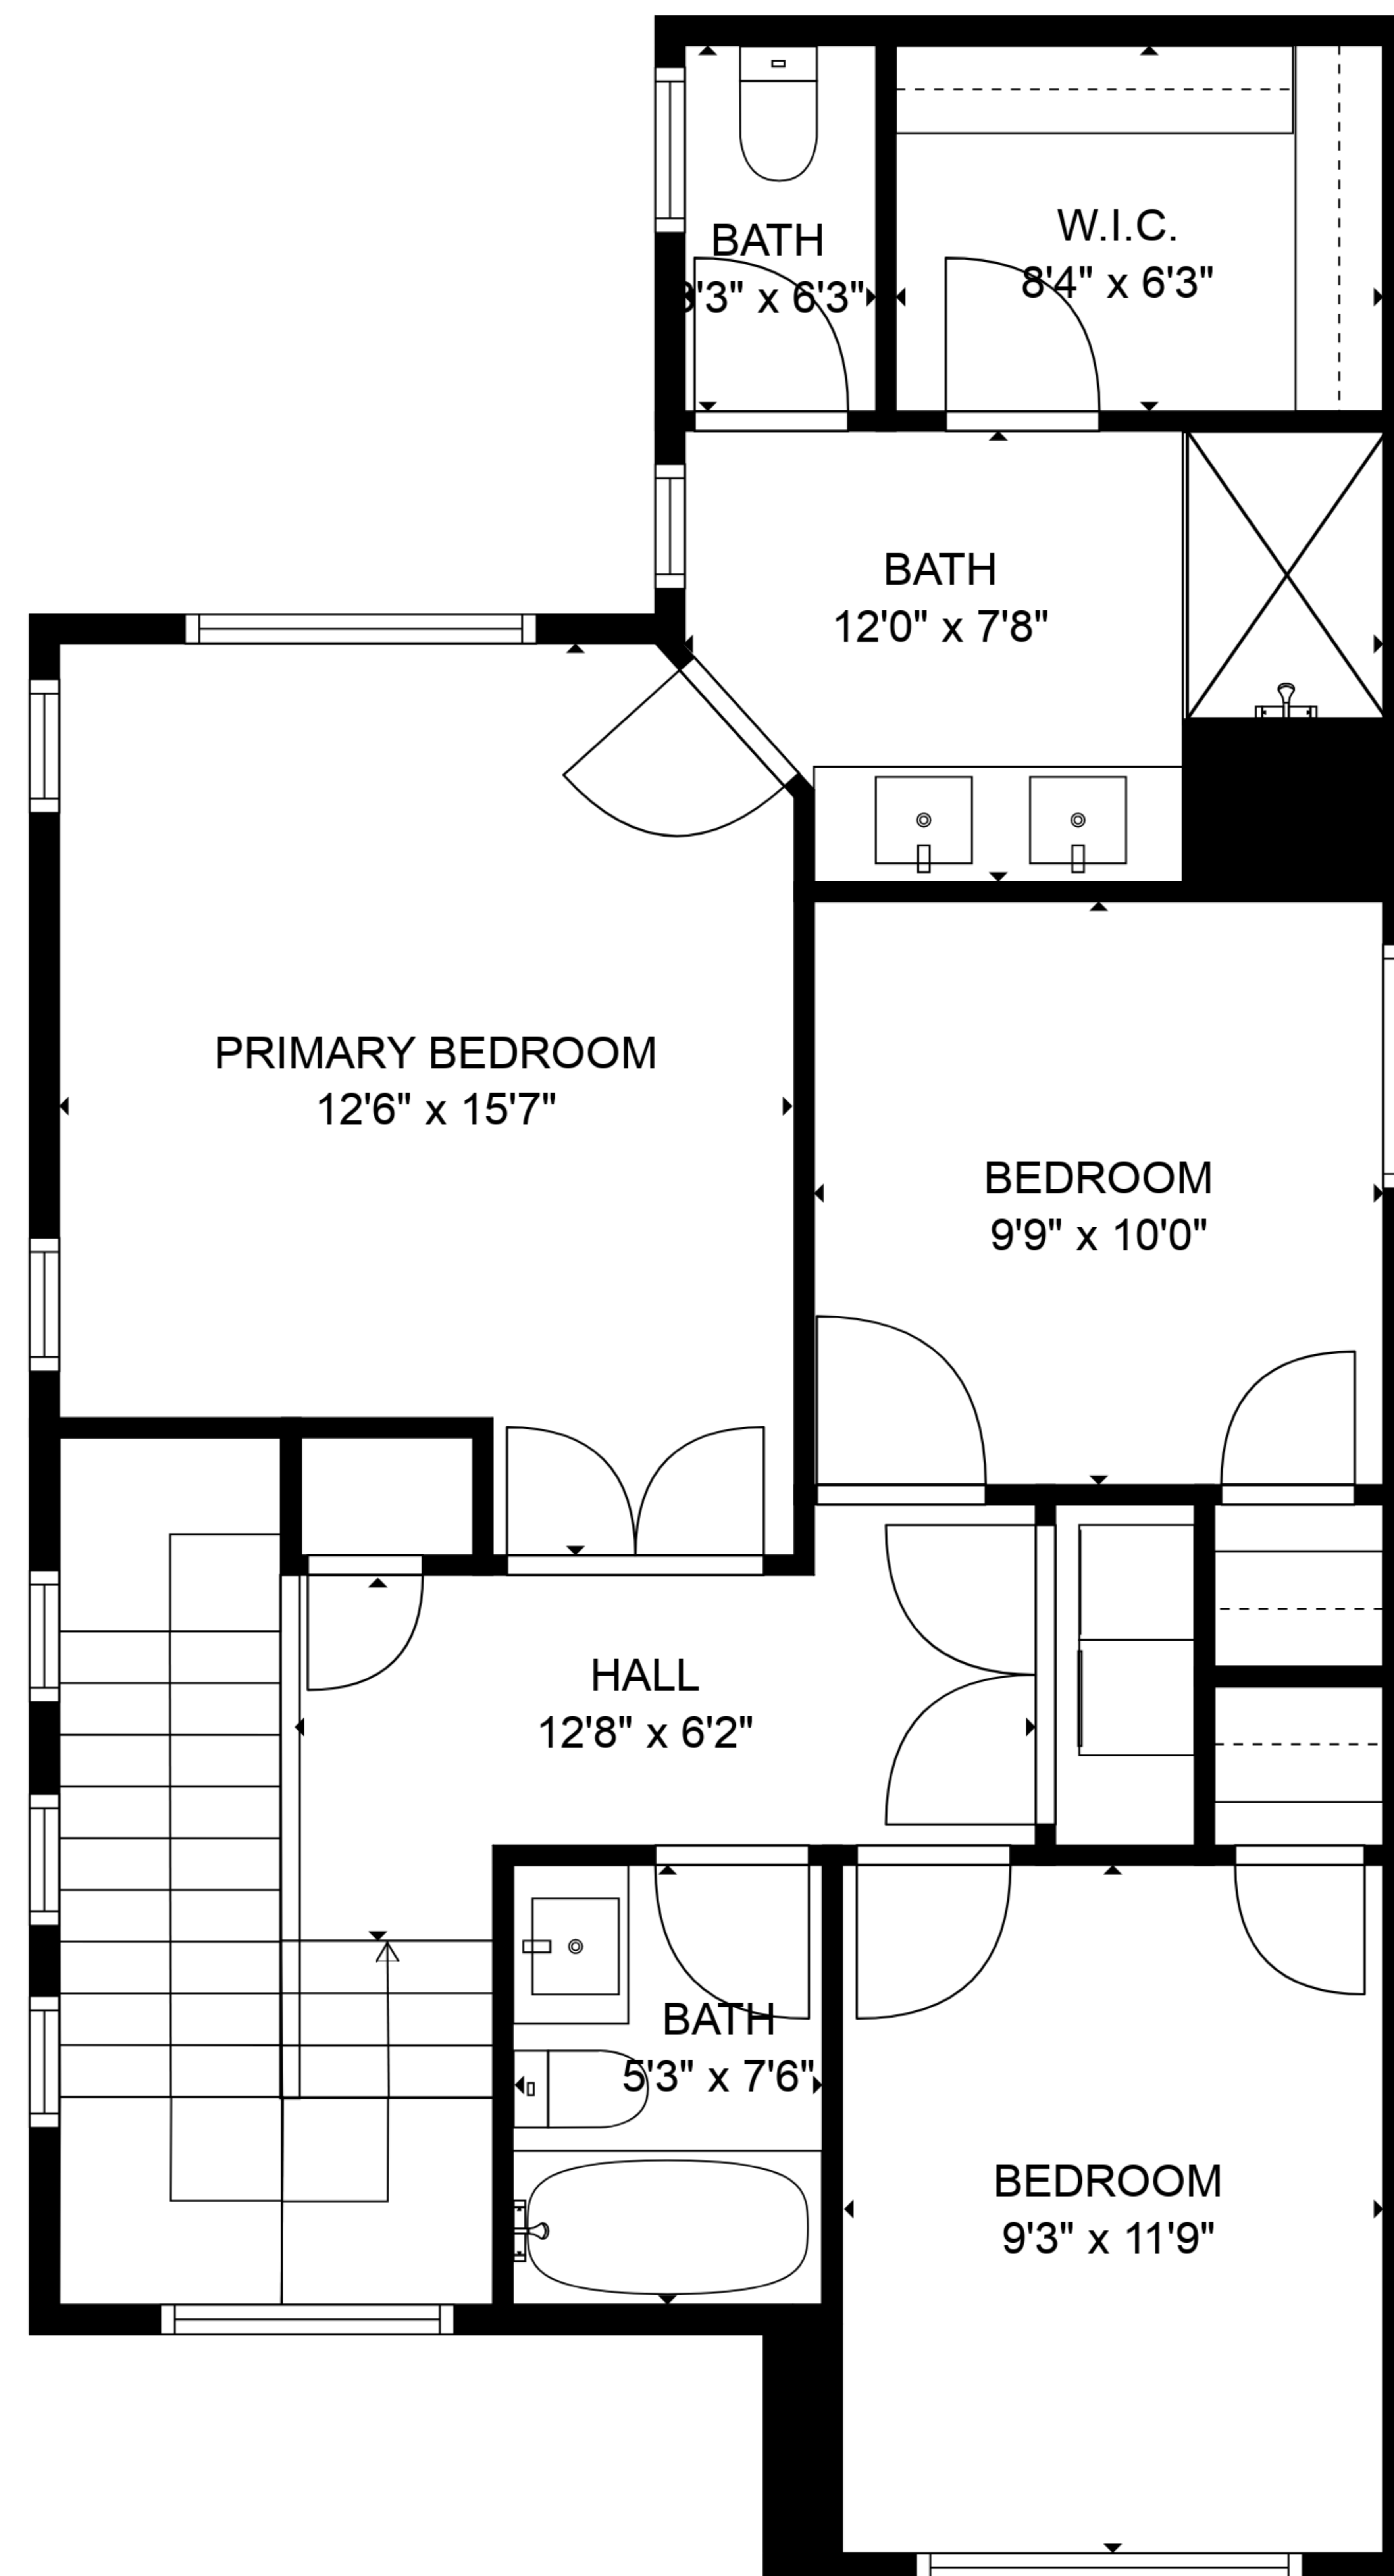 BATH
3'3" x 6'3"
W.I.C.
8'4" x 6'3"
BATH
12'0" x 7'8"
PRIMARY BEDROOM
12'6" x 15'7"
BEDROOM
9'9" x 10'0"
HALL
12'8" x 6'2"
BATH
5'3" x 7'6"
BEDROOM
9'3" x 11'9"